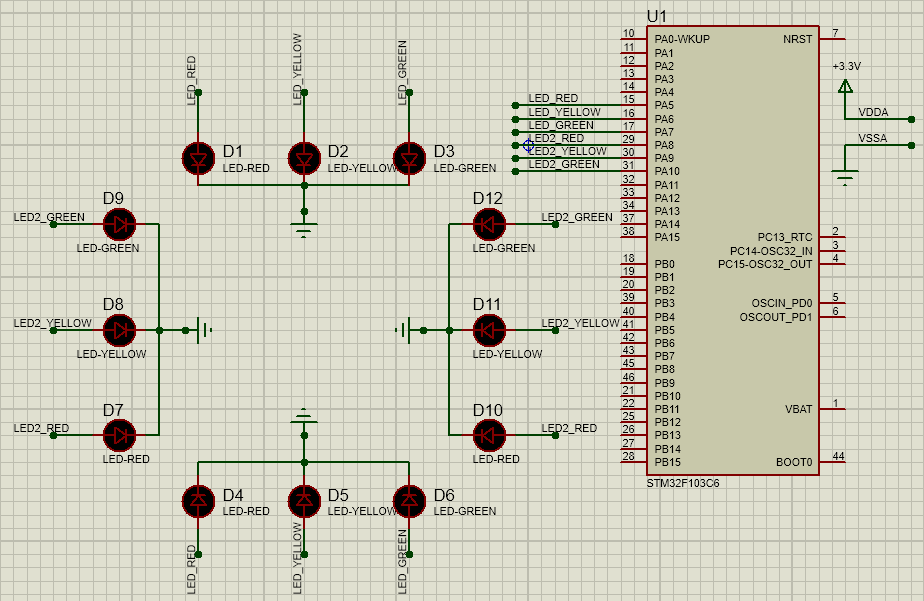 U1
LED_RED
LED_YELLOW
LED_GREEN
D1
LED-RED
D2
LED-YELLOW
D3
LED-GREEN
D9
LED2_GREEN
LED-GREEN
D8
LED2_YELLOW
LED-YELLOW
D7
LED2_RED
LED-RED
D12
LED2_GREEN
LED-GREEN
D11
LED2_YELLOW
LED-YELLOW
D10
LED2_RED
LED-RED
D4
LED-RED
D5
LED-YELLOW
D6
LED-GREEN
LED_RED
LED_YELLOW
LED_GREEN
10 PA0-WKUP
11 PA1
12 PA2
13 PA3
14 PA4
LED_RED 15 PA5
LED_YELLOW 16 PA6
LED_GREEN 17 PA7
LED2_RED 29 PA8
LED2_YELLOW 30 PA9
LED2_GREEN 31 PA10
32 PA11
33 PA12
34 PA13
37 PA14
38 PA15
18 PB0
19 PB1
20 PB2
39 PB3
40 PB4
41 PB5
42 PB6
43 PB7
45 PB8
46 PB9
21 PB10
22 PB11
25 PB12
26 PB13
27 PB14
28 PB15
NRST 7
PC13_RTC 2
PC14-OSC32_IN 3
PC15-OSC32_OUT 4
OSCIN_PD0 5
OSCOUT_PD1 6
VBAT 1
BOOT0 44
STM32F103C6
+3.3V
VDDA
VSSA